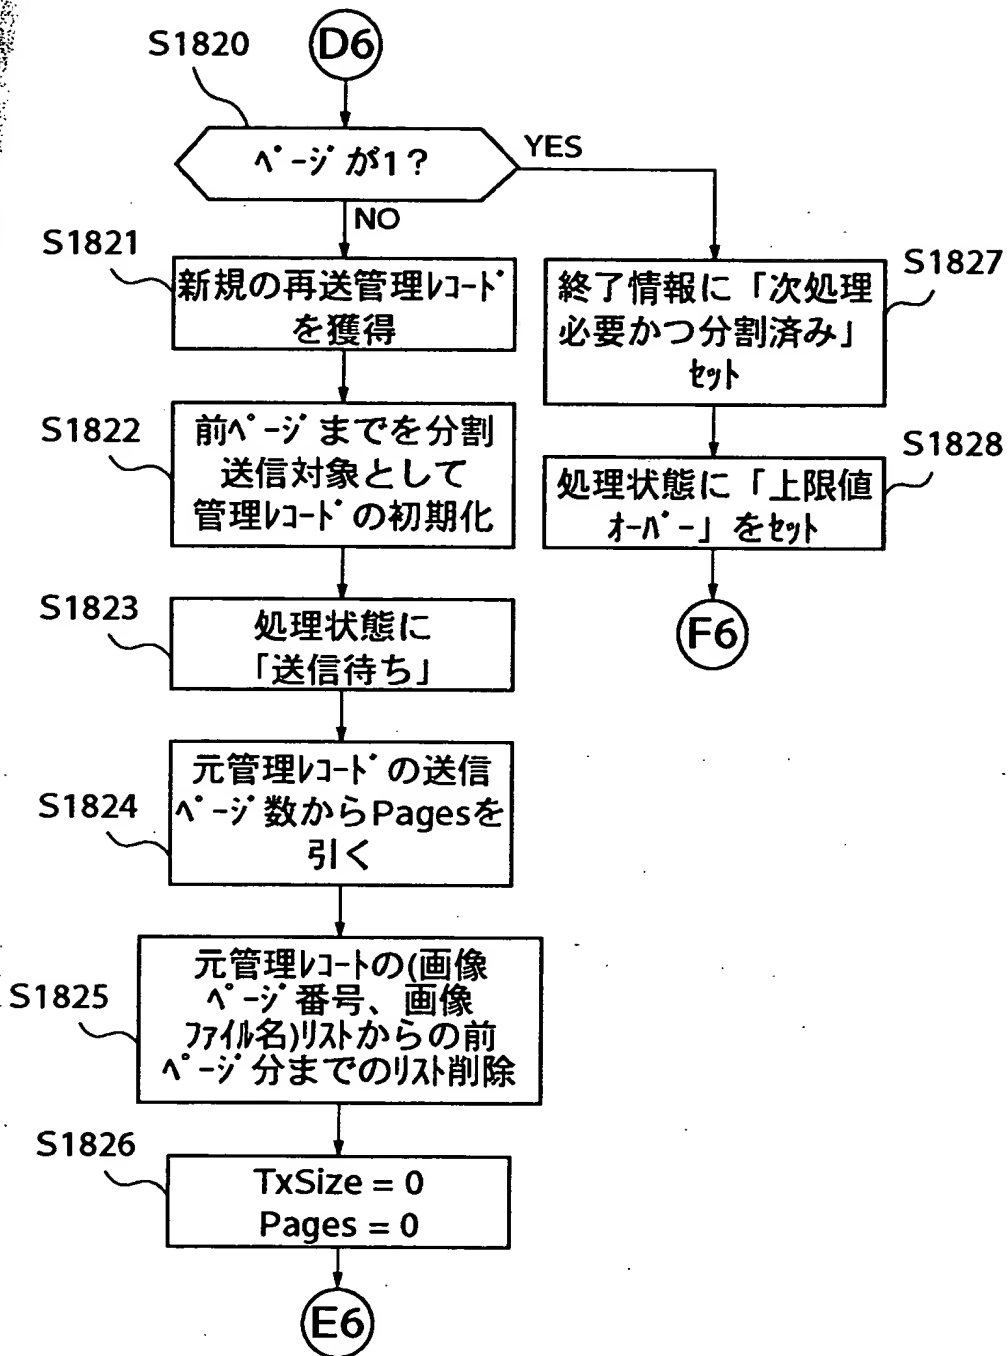 D6
S1820
ページが1?
YES
NO
S1821
新規の再送管理レコード
を獲得
S1822
前ページまでを分割
送信対象として
管理レコードの初期化
S1823
処理状態に
「送信待ち」
S1824
元管理レコードの送信
ページ数からPagesを
引く
S1825
元管理レコートの(画像
ページ番号、画像
ファイル名)リストからの前
ページ分までのリスト削除
S1826
TxSize = 0
Pages = 0
E6
S1827
終了情報に「次処理
必要かつ分割済み」
セット
S1828
処理状態に「上限値
オーバー」をセット
F6